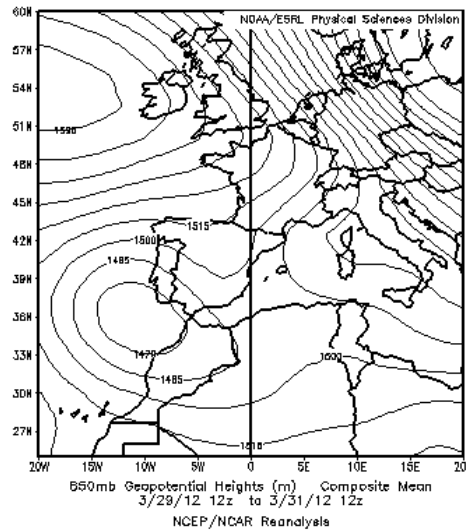 NOAA/ESRL Physical Sciences Division
60N
57N
54N
51N
48N
45N
42N
39N
36N
33N
30N
27N
1590
1515
1500
1485
1470
1485
1500
1515
20W
15W
10W
5W
0
5E
10E
15E
20E
850mb Geopotential Heights (m) Composite Mean
3/29/12 12z to 3/31/12 12z
NCEP/NCAR Reanalysis